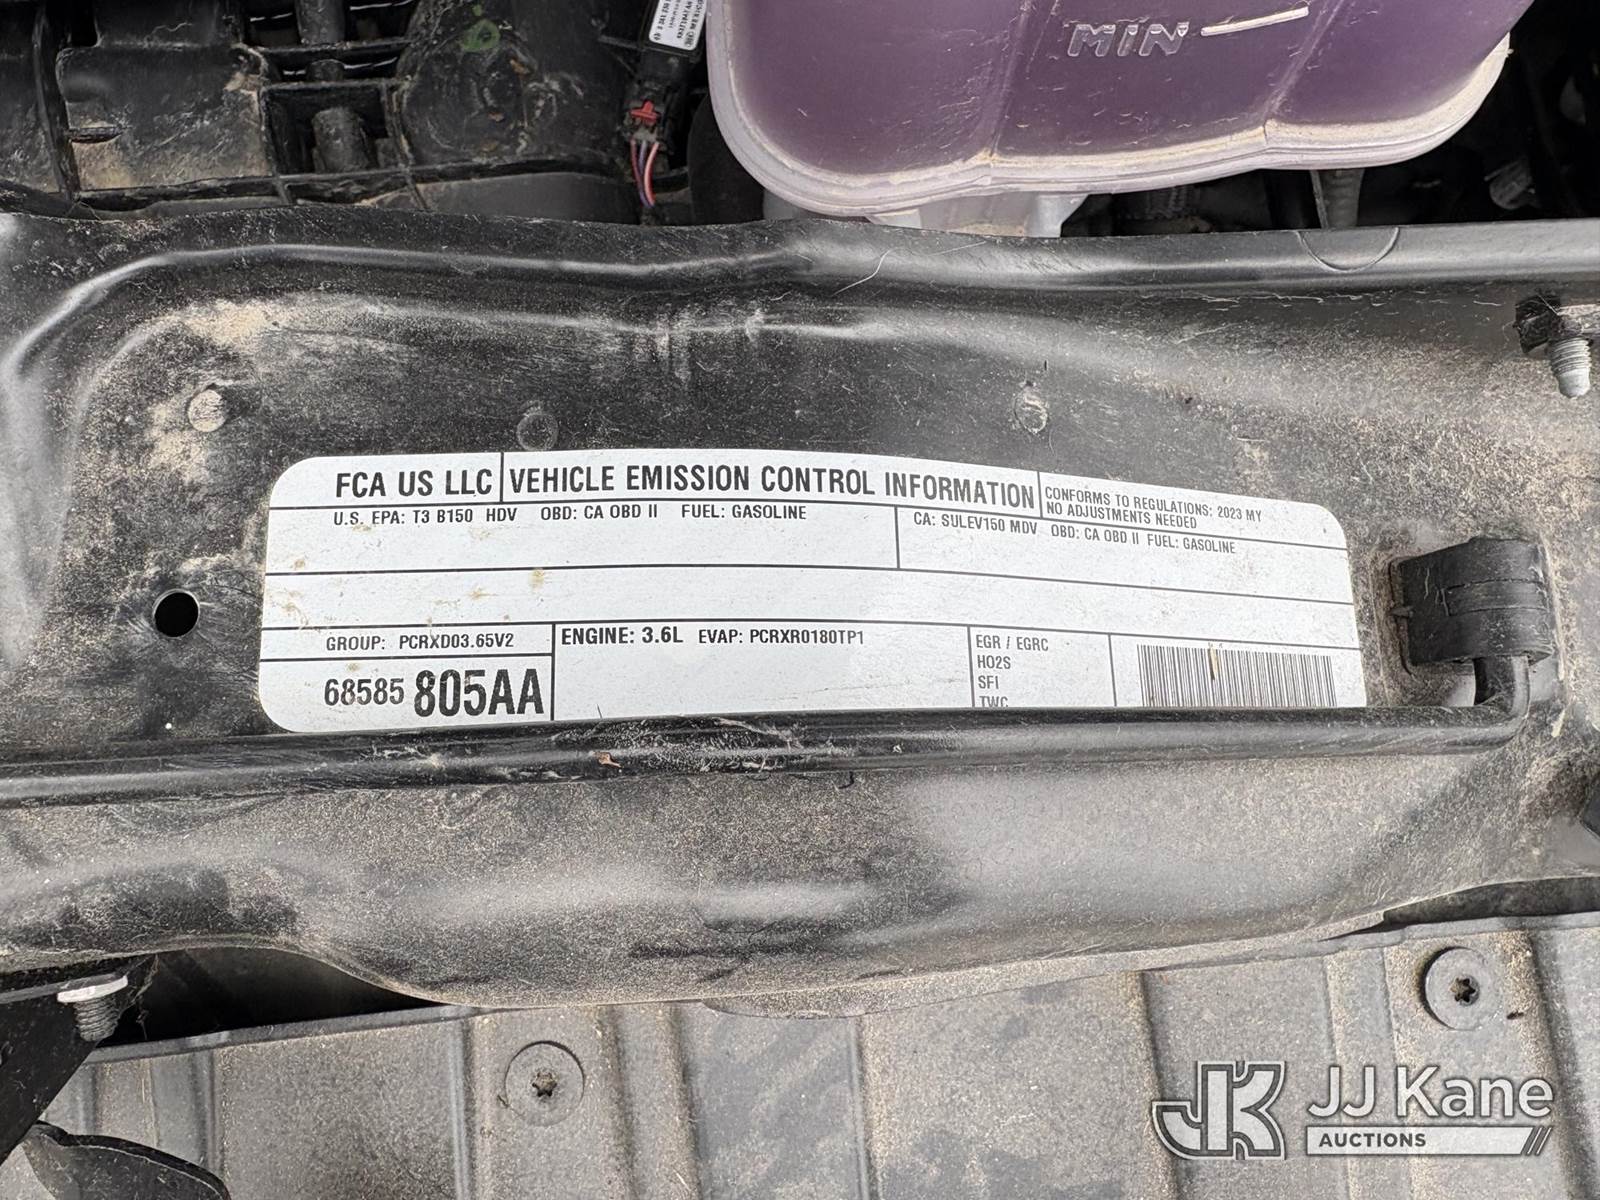 MEXICO
MIN
FCA US LLC VEHICLE EMISSION CONTROL INFORMATION
CONFORMS TO REGULATIONS: 2023 MY
NO ADJUSTMENTS NEEDED
U.S. EPA: T3 B150 HDV OBD: CA OBD II FUEL: GASOLINE
CA: SULEV150 MDV OBD: CA OBD II FUEL: GASOLINE
GROUP: PCRXD03.65V2
68585 805AA
ENGINE: 3.6L EVAP: PCRXR0180TP1
EGR / EGRC
HO2S
SFI
TWC
JK JJ Kane
AUCTIONS